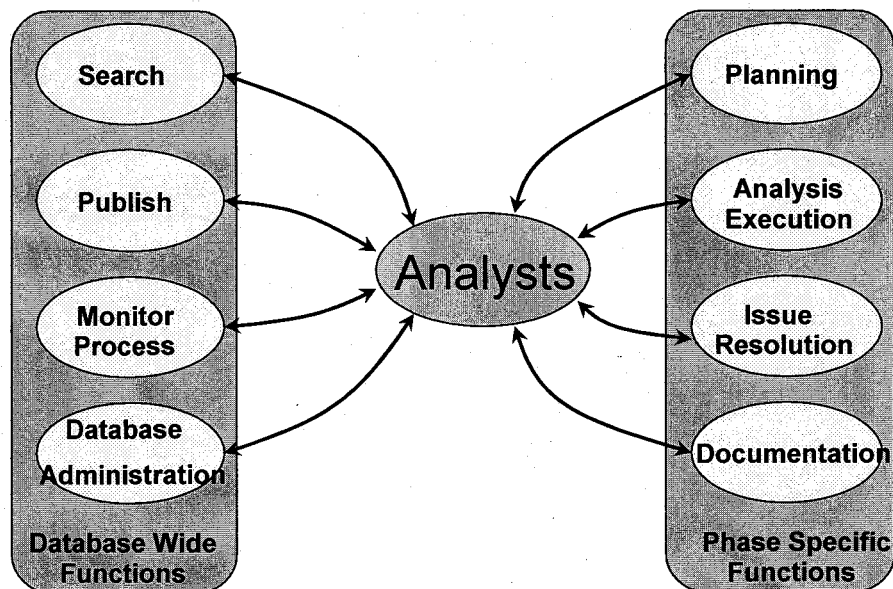 Search
Publish
Monitor
Process
Database
Administration
Database Wide
Functions
Analysts
Planning
Analysis
Execution
Issue
Resolution
Documentation
Phase Specific
Functions